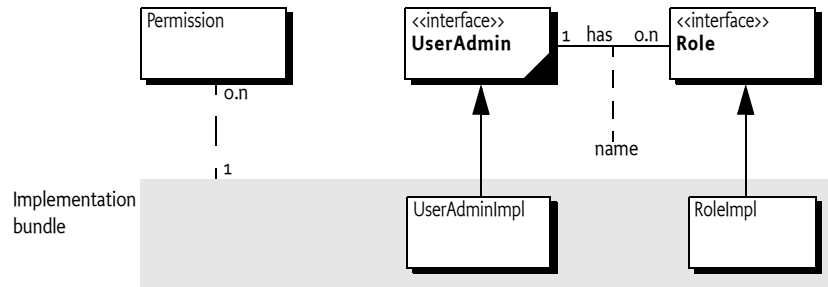 Permission
<<interface>>
UserAdmin
1 has o.n
<<interface>>
Role
o.n
name
1
Implementation
bundle
UserAdminImpl
RoleImpl